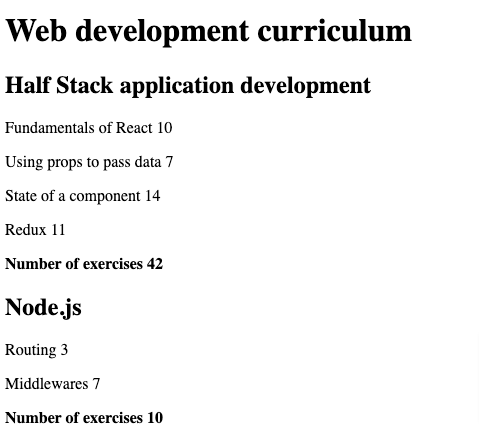 Web development curriculum
Half Stack application development
Fundamentals of React 10
Using props to pass data 7
State of a component 14
Redux 11
Number of exercises 42
Node.js
Routing 3
Middlewares 7
Number of exercises 10